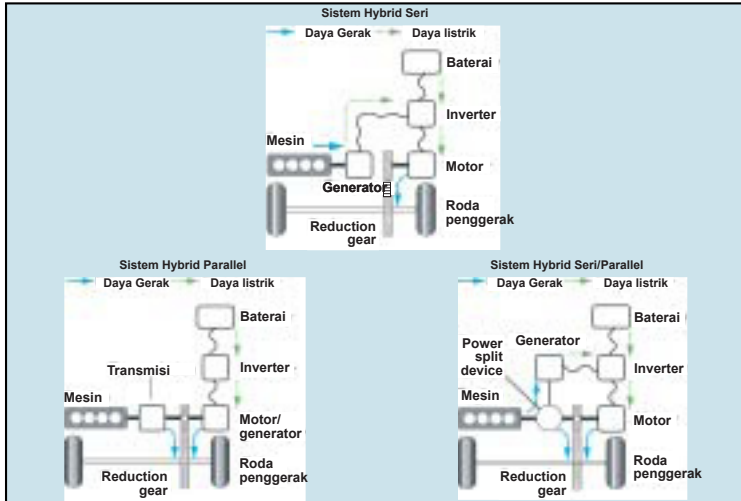 Sistem Hybrid Seri
Daya Gerak Daya listrik
Baterai
Inverter
Mesin
Motor
Generator
Roda
penggerak
Reduction
gear
Sistem Hybrid Parallel
Daya Gerak Daya listrik
Baterai
Transmisi
Inverter
Mesin
Motor/
generator
Roda
penggerak
Reduction
gear
Sistem Hybrid Seri/Parallel
Daya Gerak Daya listrik
Baterai
Power
split
device
Generator
Inverter
Mesin
Motor
Roda
penggerak
Reduction
gear